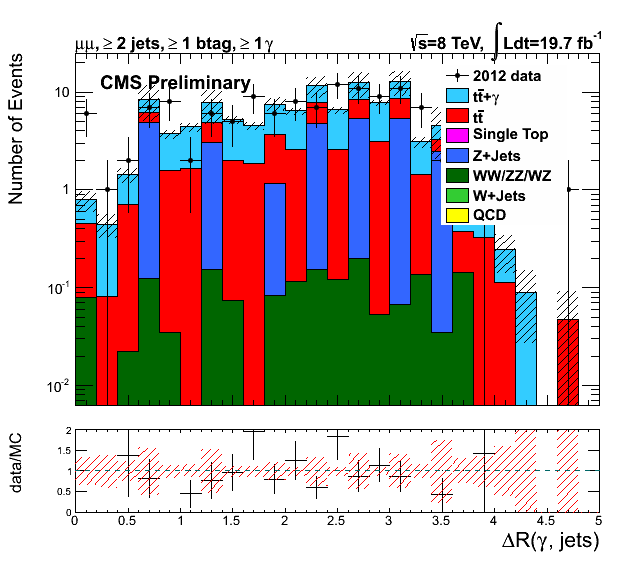 μμ, ≥ 2 jets, ≥ 1 btag, ≥ 1 γ
√s=8 TeV, ∫ Ldt=19.7 fb⁻¹
CMS Preliminary
2012 data
tt̄+γ
tt̄
Single Top
Z+Jets
WW/ZZ/WZ
W+Jets
QCD
Number of Events
10
1
10⁻¹
10⁻²
data/MC
2
1.5
1
0.5
0
0 0.5 1 1.5 2 2.5 3 3.5 4 4.5 5
ΔR(γ, jets)